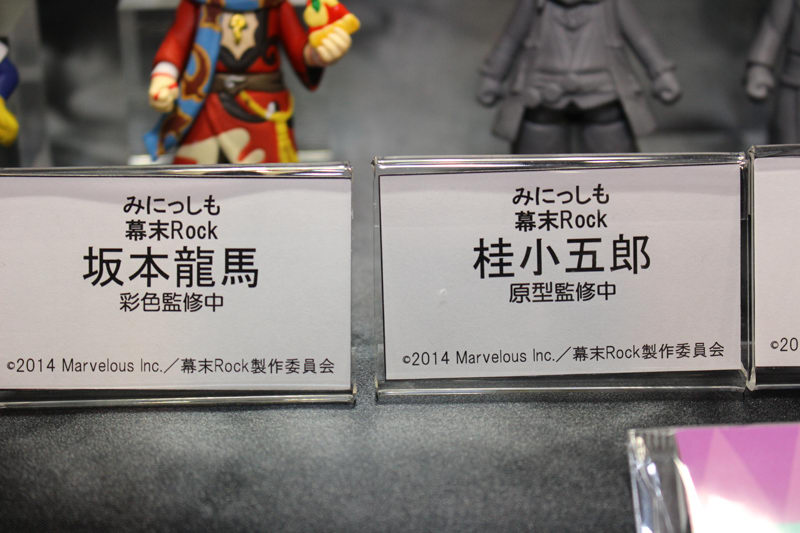 みにっしも
幕末Rock
坂本龍馬
彩色監修中
©2014 Marvelous Inc.／幕末Rock製作委員会
みにっしも
幕末Rock
桂小五郎
原型監修中
©2014 Marvelous Inc.／幕末Rock製作委員会
©20